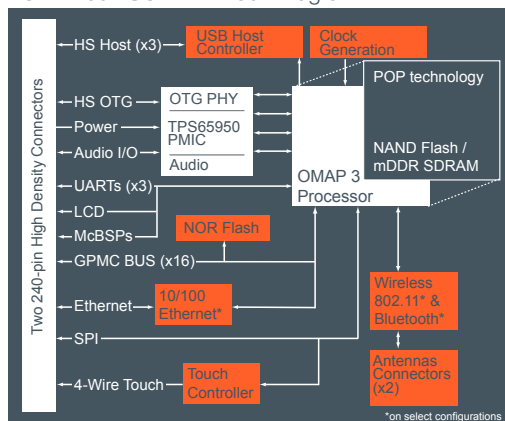 Two 240-pin High Density Connectors
HS Host (x3)
USB Host
Controller
Clock
Generation
POP technology
NAND Flash /
mDDR SDRAM
HS OTG
OTG PHY
Power
TPS65950
PMIC
Audio I/O
Audio
OMAP 3
Processor
UARTs (x3)
LCD
McBSPs
NOR Flash
GPMC BUS (x16)
Ethernet
10/100
Ethernet*
Wireless
802.11* &
Bluetooth*
SPI
4-Wire Touch
Touch
Controller
Antennas
Connectors
(x2)
*on select configurations